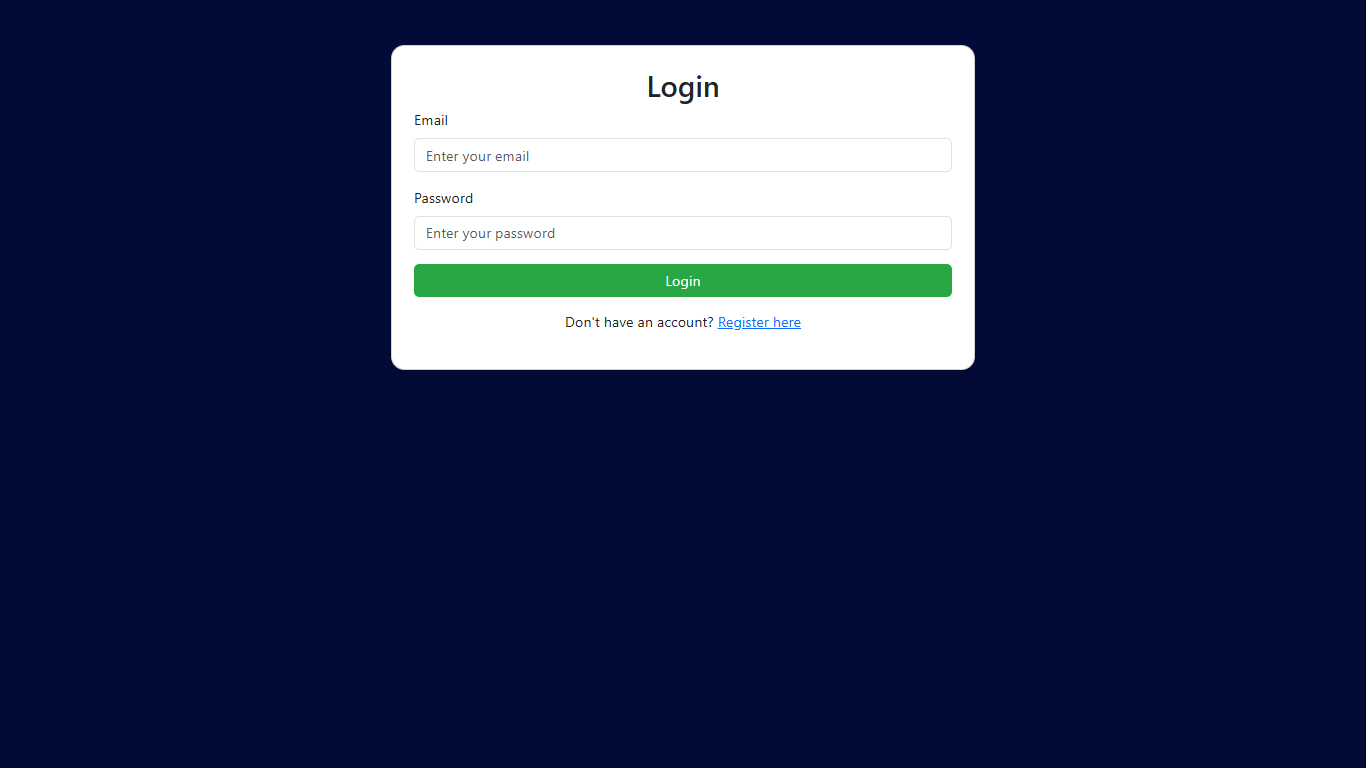 Login
Email
Enter your email
Password
Enter your password
Login
Don't have an account? Register here